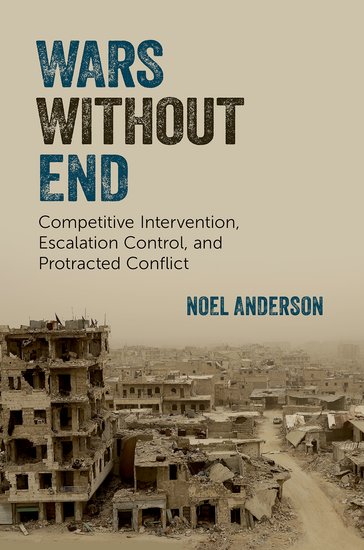 WARS
WITHOUT
END
Competitive Intervention,
Escalation Control, and
Protracted Conflict
NOEL ANDERSON